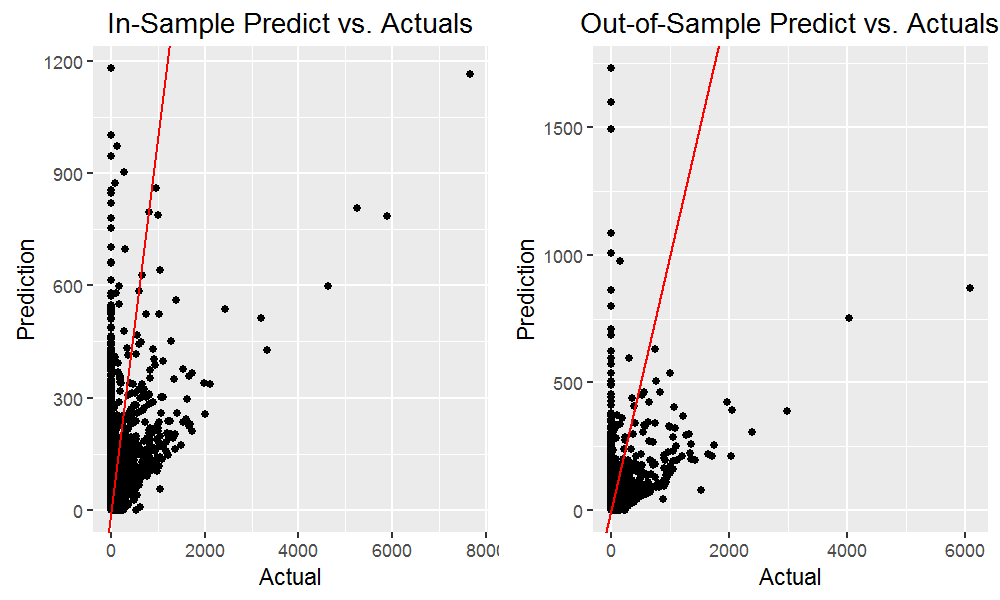 In-Sample Predict vs. Actuals
1200
900
600
300
0
Prediction
0 2000 4000 6000 8000
Actual
Out-of-Sample Predict vs. Actuals
1500
1000
500
0
Prediction
0 2000 4000 6000
Actual